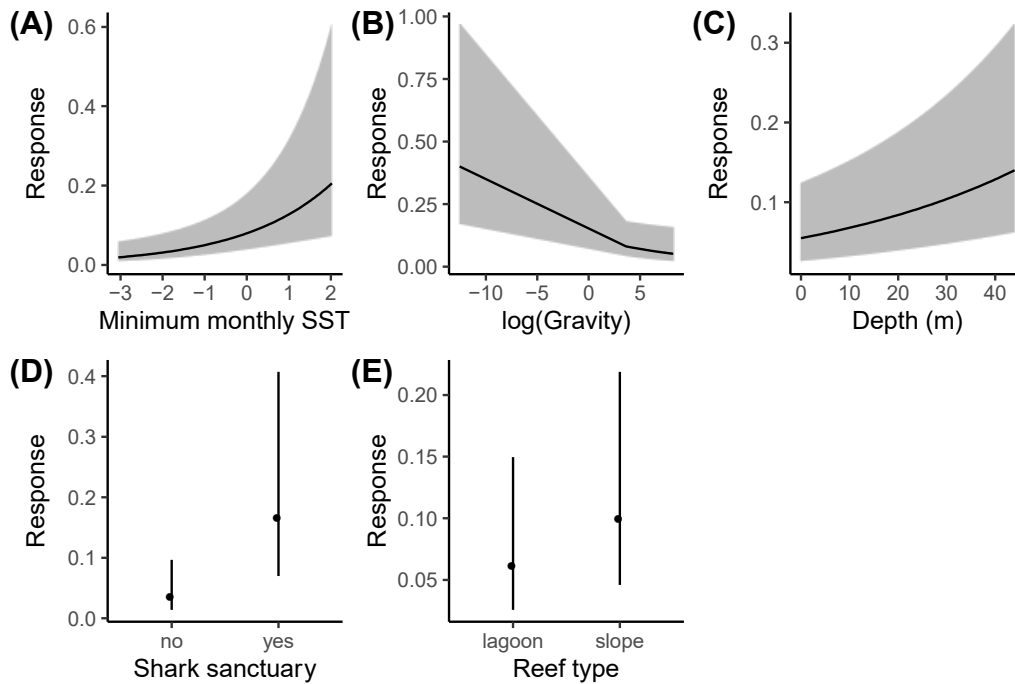 (A)
Response
0.6
0.4
0.2
0.0
−3 −2 −1 0 1 2
Minimum monthly SST
(B)
Response
1.00
0.75
0.50
0.25
0.00
−10 −5 0 5
log(Gravity)
(C)
Response
0.3
0.2
0.1
0 10 20 30 40
Depth (m)
(D)
Response
0.4
0.3
0.2
0.1
0.0
no yes
Shark sanctuary
(E)
Response
0.20
0.15
0.10
0.05
lagoon slope
Reef type